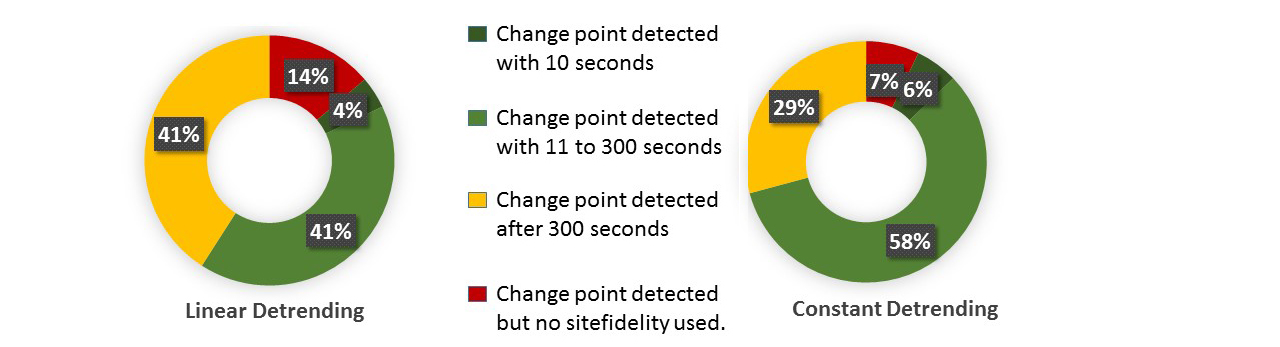 14%
4%
41%
41%
Linear Detrending
Change point detected
with 10 seconds
Change point detected
with 11 to 300 seconds
Change point detected
after 300 seconds
Change point detected
but no sitefidelity used.
7%
6%
29%
58%
Constant Detrending